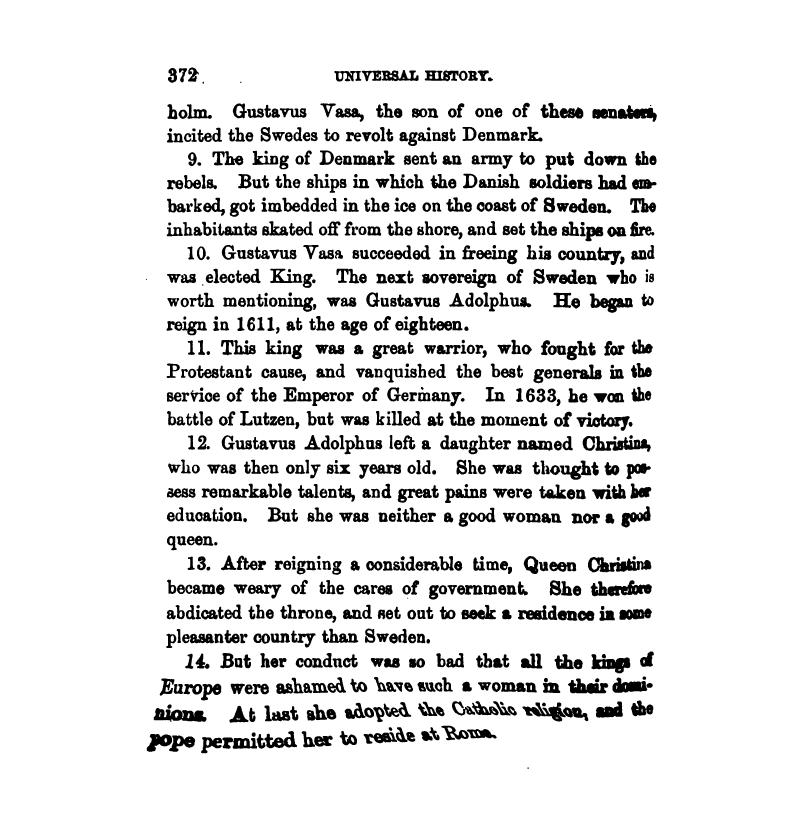 372.
UNIVERSAL HISTORY.
holm. Gustavus Vasa, the son of one of these senators,
incited the Swedes to revolt against Denmark.
9. The king of Denmark sent an army to put down the
rebels. But the ships in which the Danish soldiers had em-
barked, got imbedded in the ice on the coast of Sweden. The
inhabitants skated off from the shore, and set the ships on fire.
10. Gustavus Vasa succeeded in freeing his country, and
was elected King. The next sovereign of Sweden who is
worth mentioning, was Gustavus Adolphus. He began to
reign in 1611, at the age of eighteen.
11. This king was a great warrior, who fought for the
Protestant cause, and vanquished the best generals in the
service of the Emperor of Germany. In 1633, he won the
battle of Lutzen, but was killed at the moment of victory.
12. Gustavus Adolphus left a daughter named Christina,
who was then only six years old. She was thought to pos-
sess remarkable talents, and great pains were taken with her
education. But she was neither a good woman nor a good
queen.
13. After reigning a considerable time, Queen Christina
became weary of the cares of government. She therefore
abdicated the throne, and set out to seek a residence in some
pleasanter country than Sweden.
14. But her conduct was so bad that all the kings of
Europe were ashamed to have such a woman in their domi-
nions. At last she adopted the Catholic religion, and the
pope permitted her to reside at Rome.